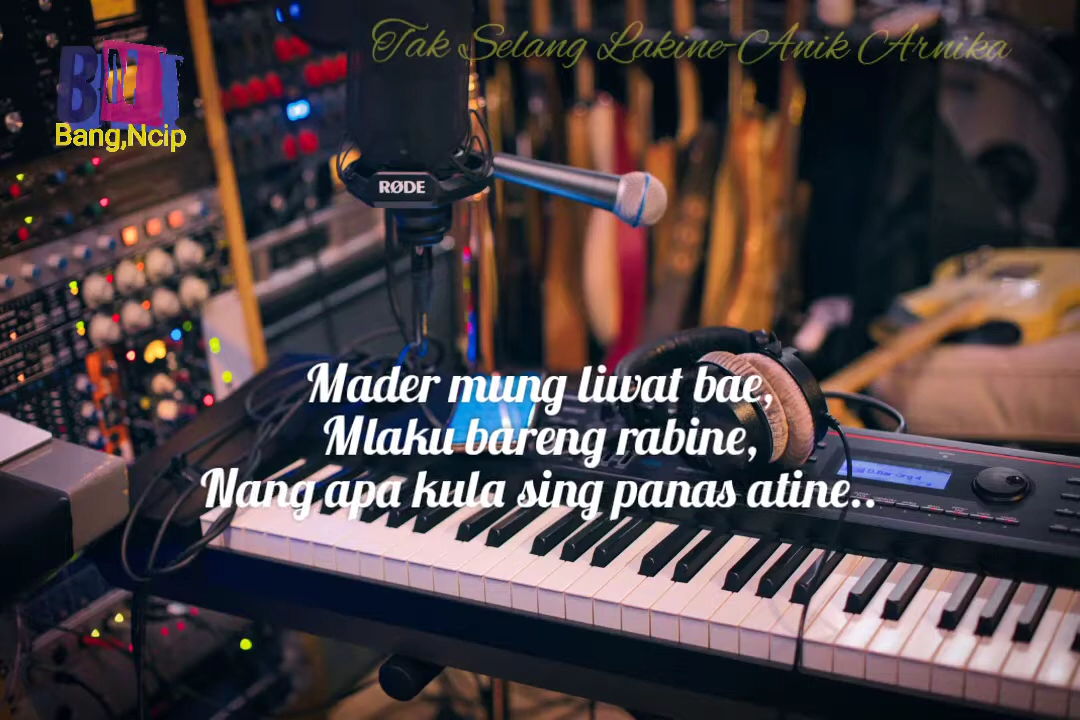 Tak Selang Lakine-Anik Arnika
BNT
Bang,Ncip
RØDE
Mader mung liwat bae,
Mlaku bareng rabine,
Nang apa kula sing panas atine..